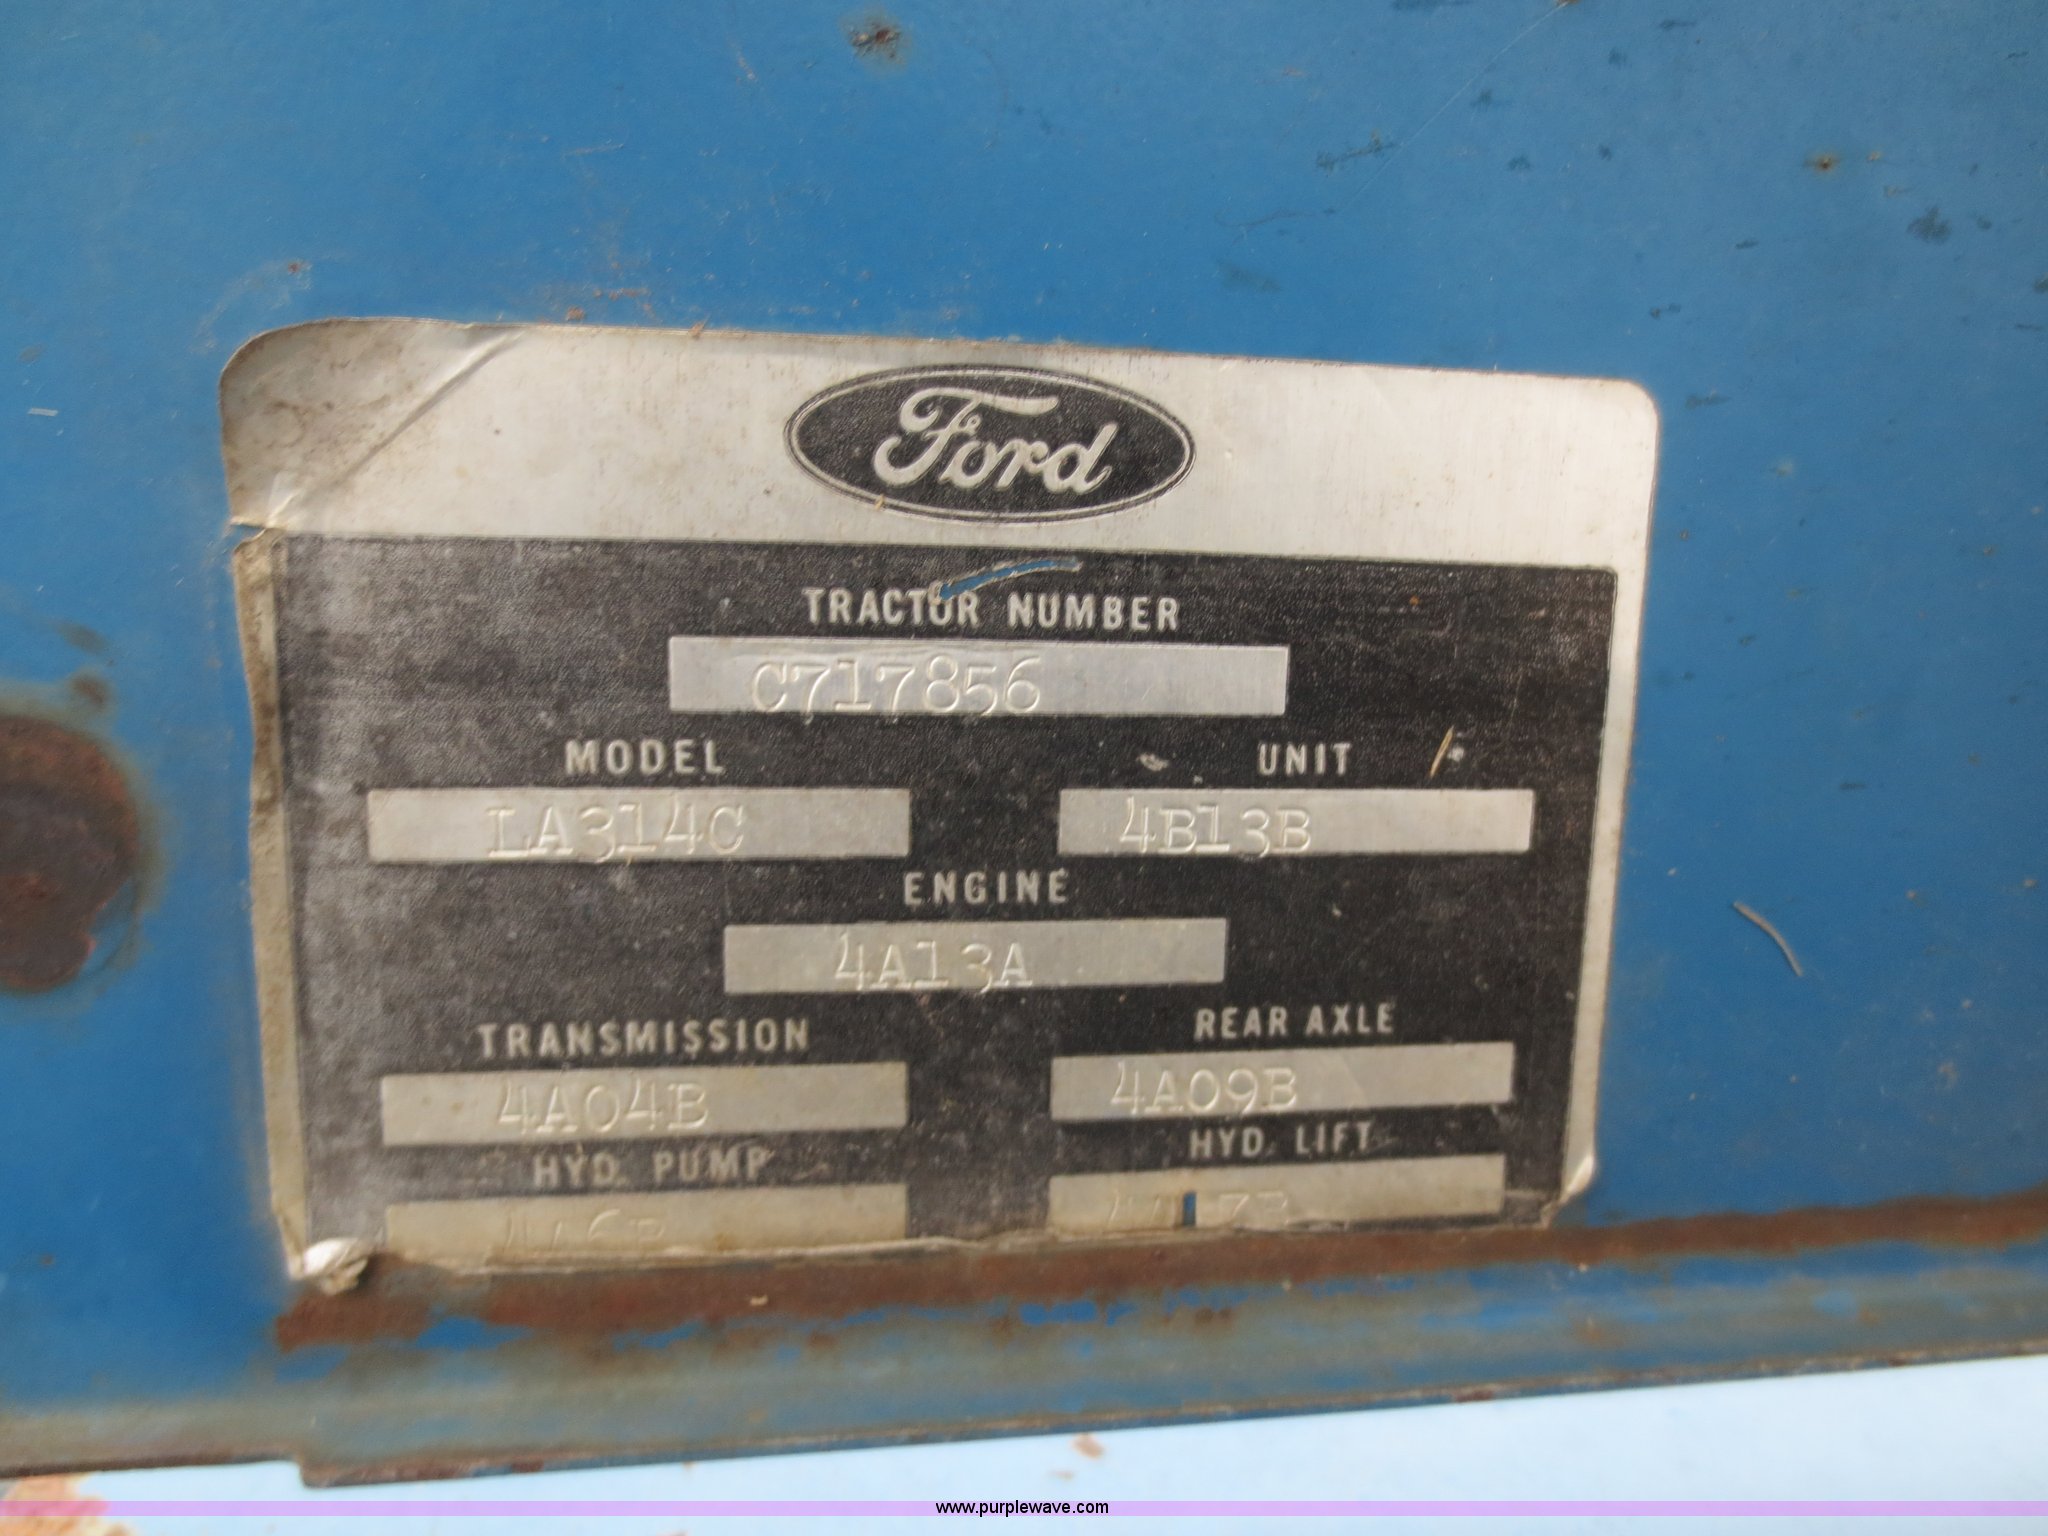 Ford
TRACTOR NUMBER
C717856
MODEL UNIT
LA314C 4B13B
ENGINE
4A13A
TRANSMISSION REAR AXLE
4A04B 4A09B
HYD. PUMP HYD. LIFT
www.purplewave.com